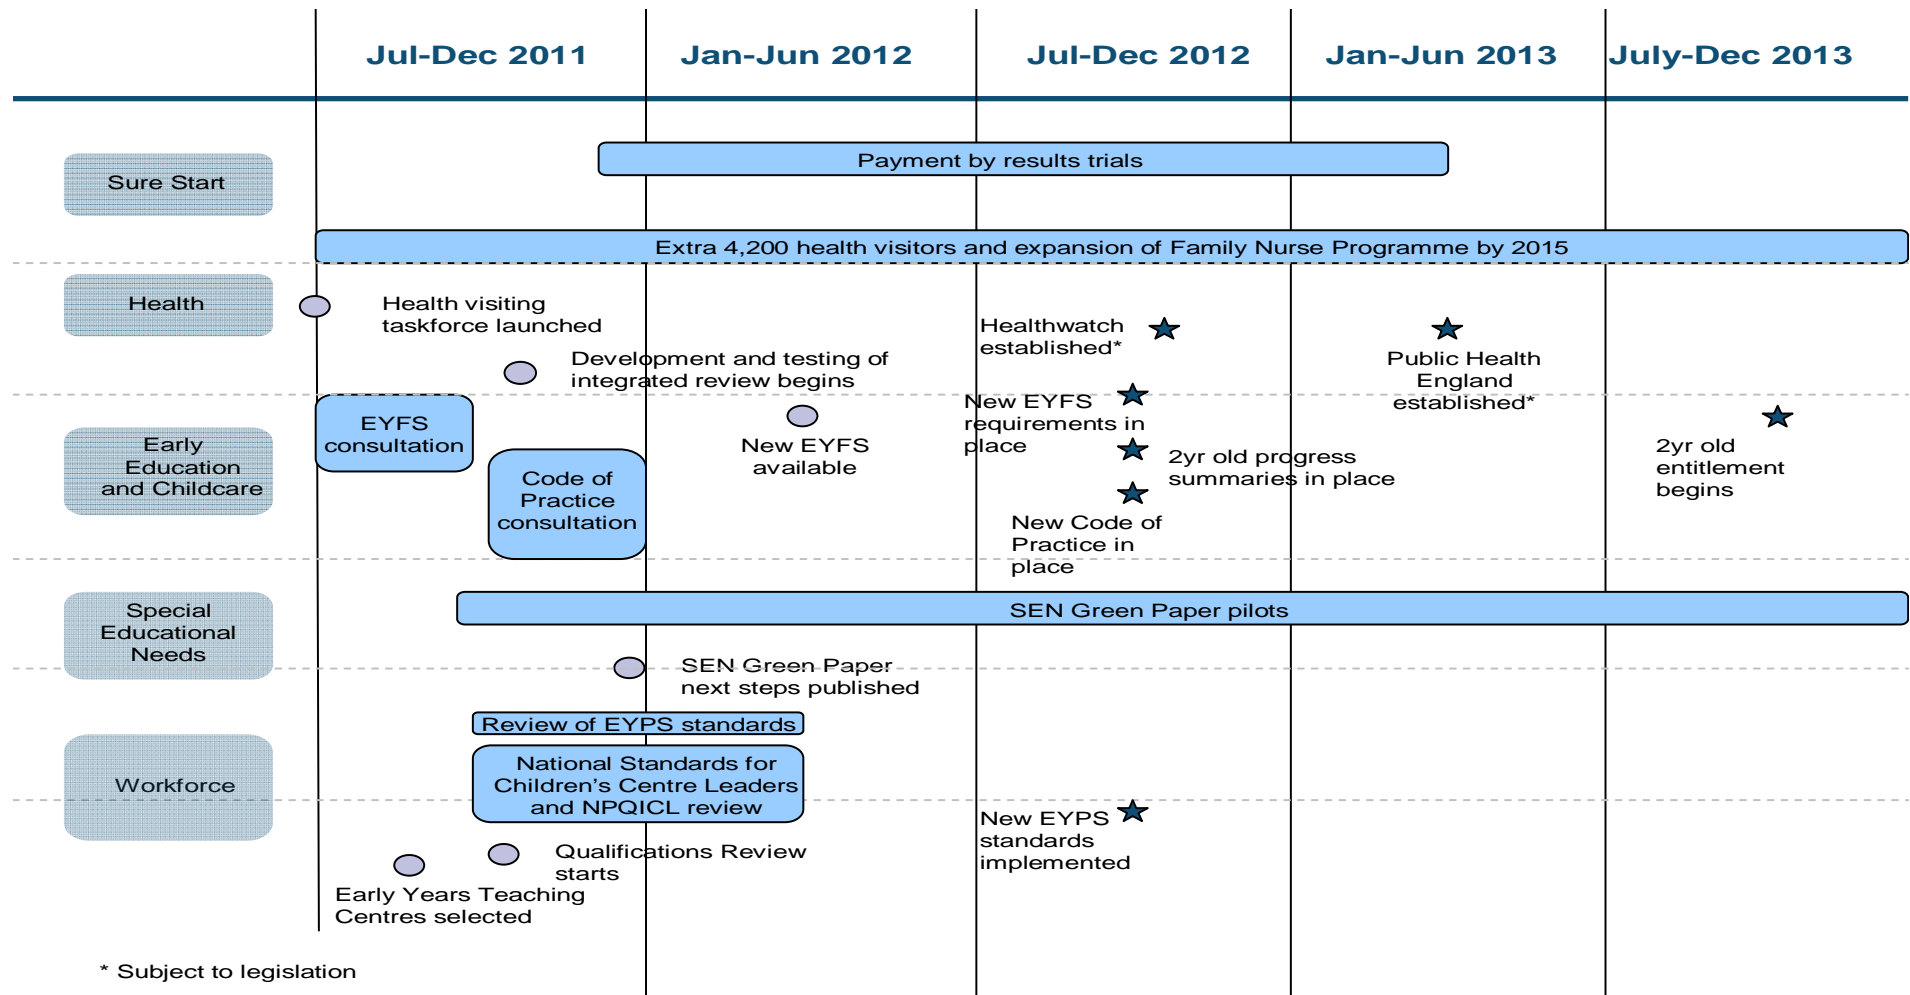 Jul-Dec 2011
Jan-Jun 2012
Jul-Dec 2012
Jan-Jun 2013
July-Dec 2013
Sure Start
Payment by results trials
Extra 4,200 health visitors and expansion of Family Nurse Programme by 2015
Health
Health visiting
taskforce launched
Development and testing of
integrated review begins
Healthwatch
established*
Public Health
England
established*
Early
Education
and Childcare
EYFS
consultation
Code of
Practice
consultation
New EYFS
available
New EYFS
requirements in
place
2yr old progress
summaries in place
New Code of
Practice in
place
2yr old
entitlement
begins
Special
Educational
Needs
SEN Green Paper pilots
SEN Green Paper
next steps published
Workforce
Review of EYPS standards
National Standards for
Children’s Centre Leaders
and NPQICL review
New EYPS
standards
implemented
Qualifications Review
starts
Early Years Teaching
Centres selected
* Subject to legislation